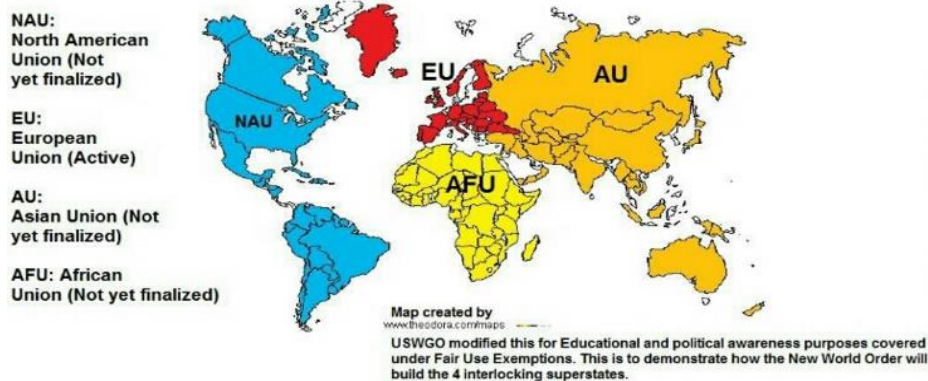 NAU:
North American
Union (Not
yet finalized)
EU:
European
Union (Active)
AU:
Asian Union (Not
yet finalized)
AFU: African
Union (Not yet finalized)
NAU
EU
AU
AFU
Map created by
www.theodora.com/maps
USWGO modified this for Educational and political awareness purposes covered
under Fair Use Exemptions. This is to demonstrate how the New World Order will
build the 4 interlocking superstates.